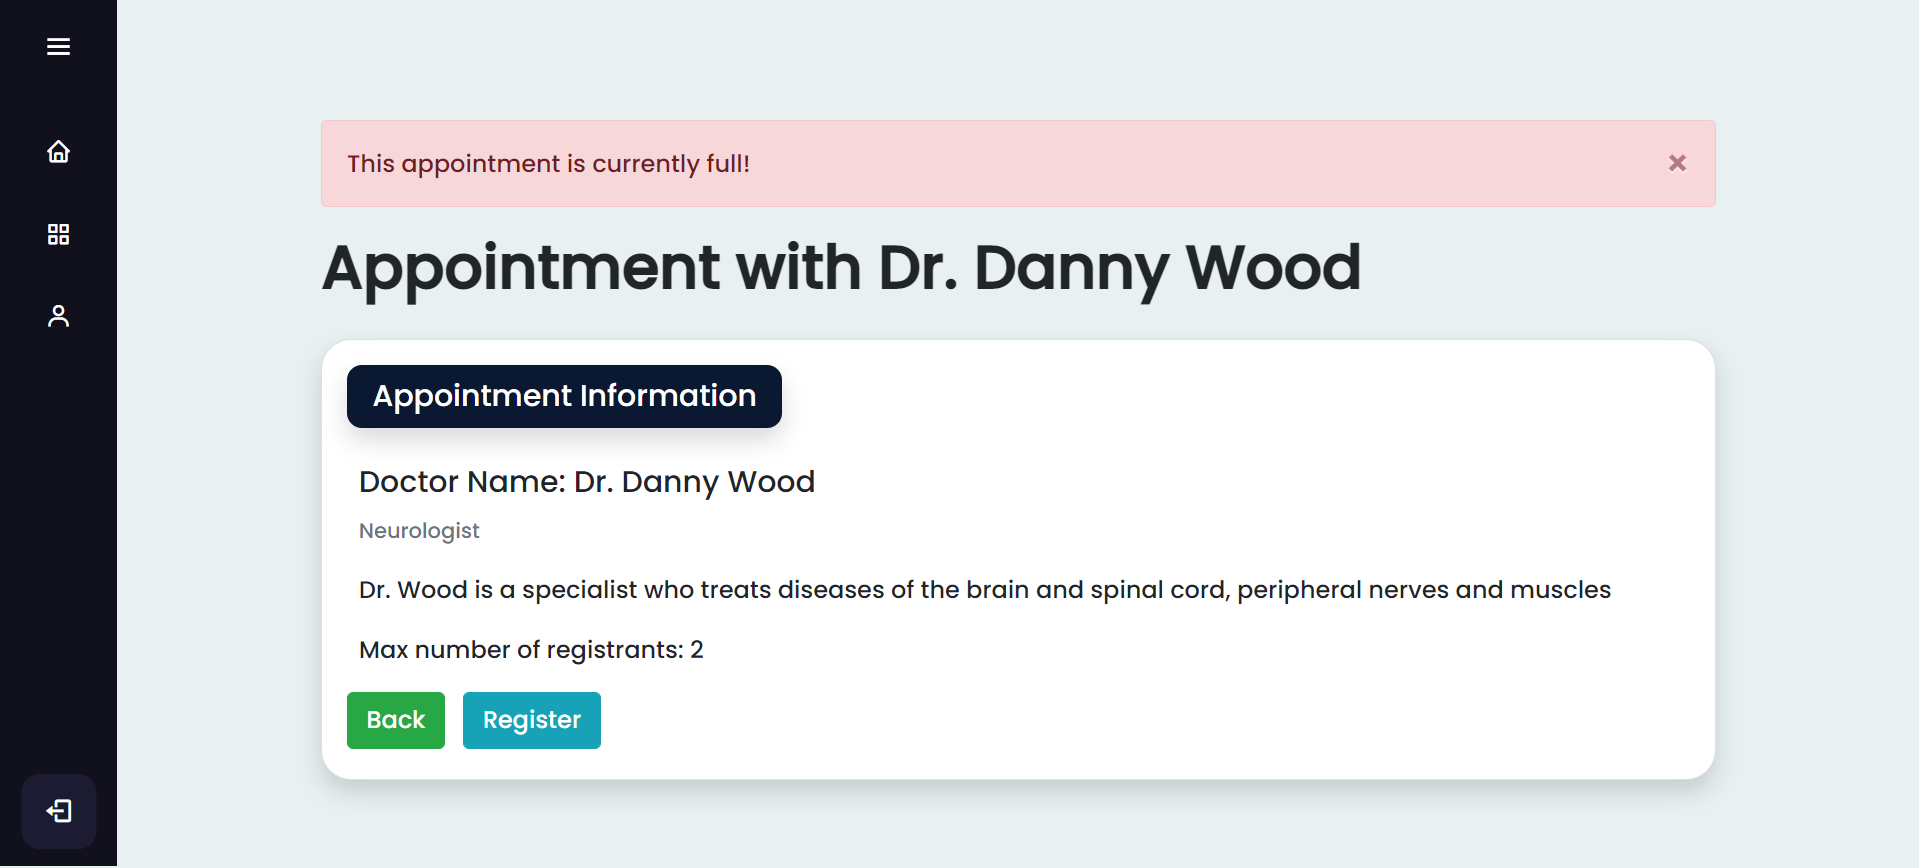 This appointment is currently full!
Appointment with Dr. Danny Wood
Appointment Information
Doctor Name: Dr. Danny Wood
Neurologist
Dr. Wood is a specialist who treats diseases of the brain and spinal cord, peripheral nerves and muscles
Max number of registrants: 2
Back Register